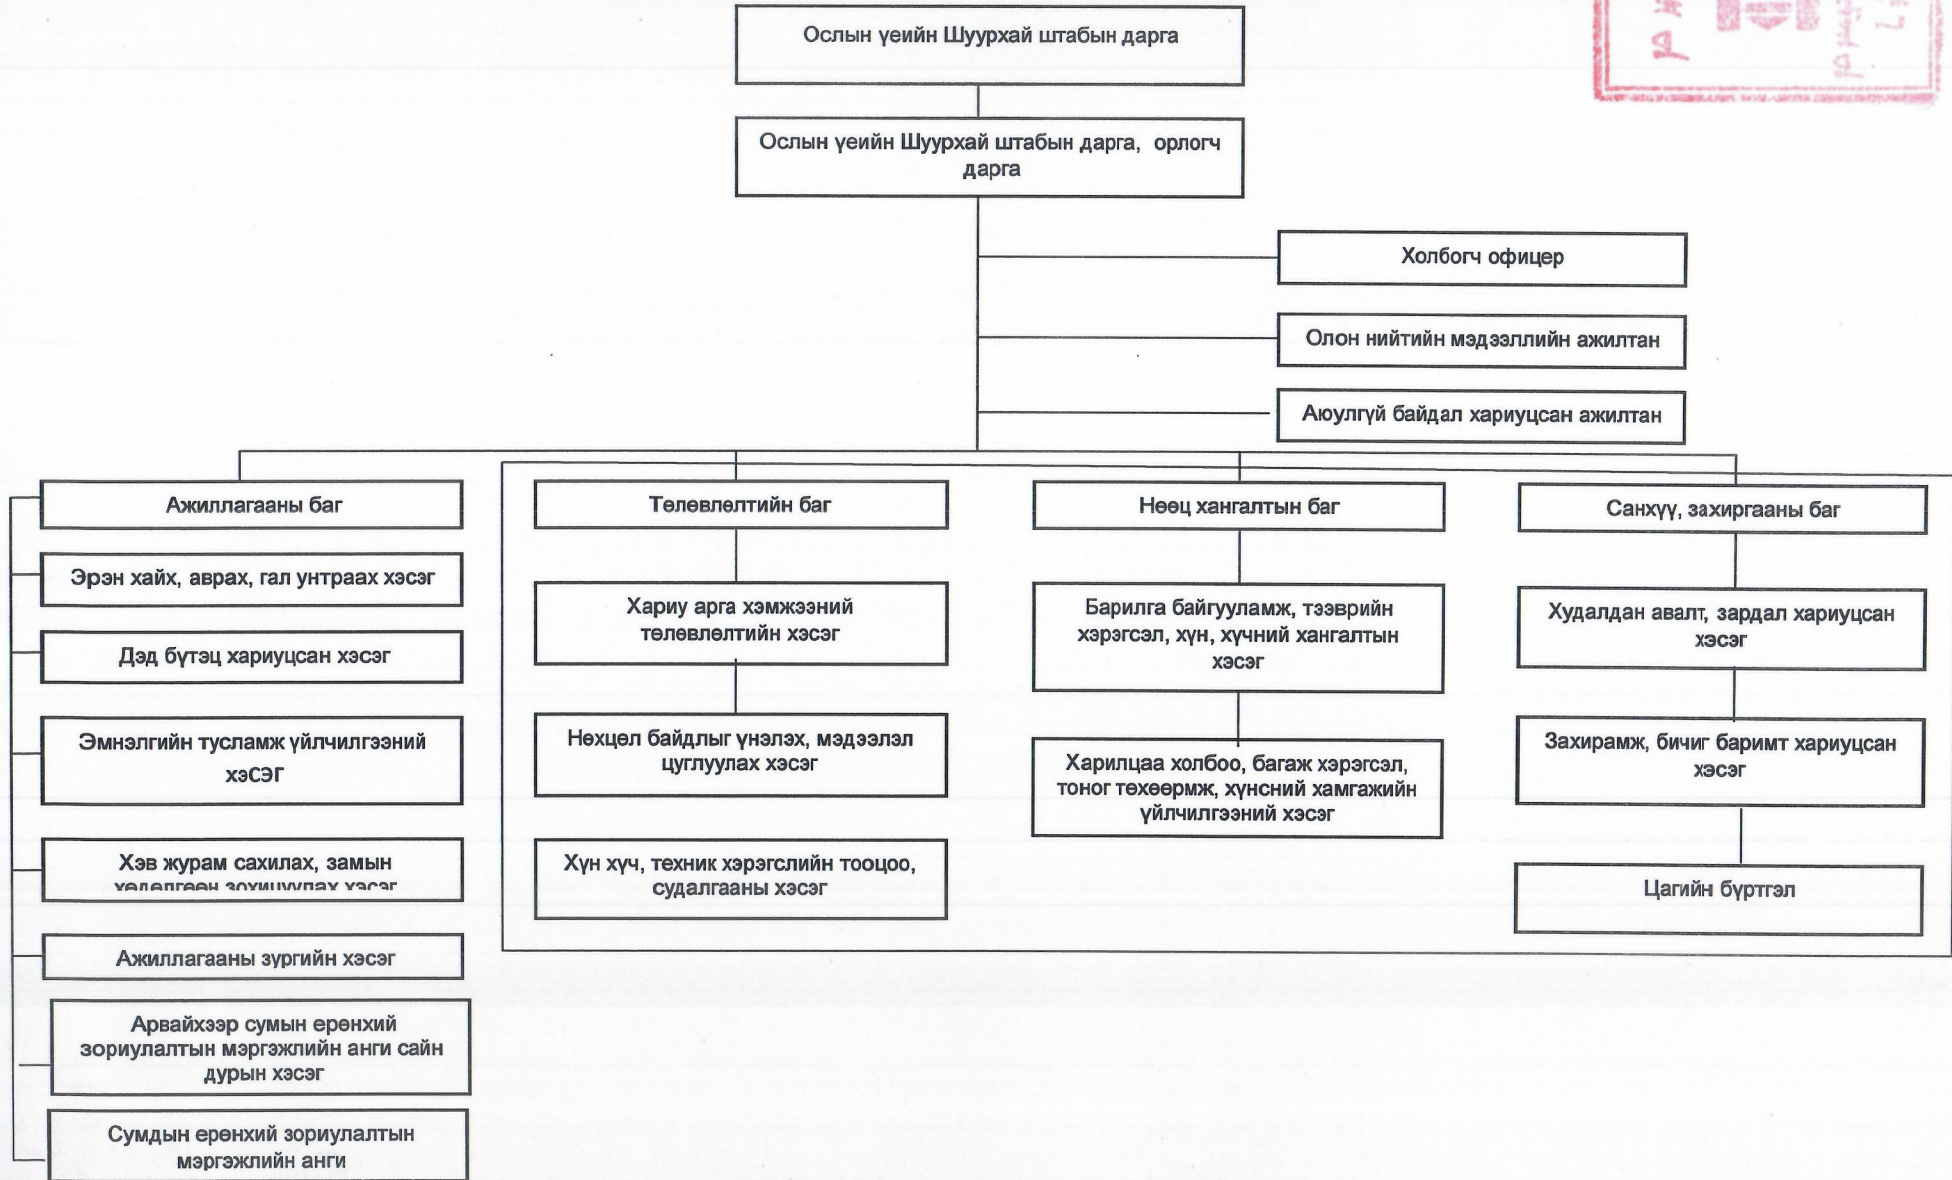 Ослын үеийн Шуурхай штабын дарга
Ослын үеийн Шуурхай штабын дарга, орлогч
дарга
Холбогч офицер
Олон нийтийн мэдээллийн ажилтан
Аюулгүй байдал хариуцсан ажилтан
Ажиллагааны баг
Эрэн хайх, аврах, гал унтраах хэсэг
Дэд бүтэц хариуцсан хэсэг
Эмнэлгийн тусламж үйлчилгээний
хэсэг
Хэв журам сахилах, замын
хөдөлгөөн зохицуулах хэсэг
Ажиллагааны зургийн хэсэг
Арвайхээр сумын ерөнхий
зориулалтын мэргэжлийн анги сайн
дурын хэсэг
Сумдын ерөнхий зориулалтын
мэргэжлийн анги
Төлөвлөлтийн баг
Хариу арга хэмжээний
төлөвлөлтийн хэсэг
Нөхцөл байдлыг үнэлэх, мэдээлэл
цуглуулах хэсэг
Хүн хүч, техник хэрэгслийн тооцоо,
судалгааны хэсэг
Нөөц хангалтын баг
Барилга байгууламж, тээврийн
хэрэгсэл, хүн, хүчний хангалтын
хэсэг
Харилцаа холбоо, багаж хэрэгсэл,
тоног төхөөрмж, хүнсний хамгажийн
үйлчилгээний хэсэг
Санхүү, захиргааны баг
Худалдан авалт, зардал хариуцсан
хэсэг
Захирамж, бичиг баримт хариуцсан
хэсэг
Цагийн бүртгэл